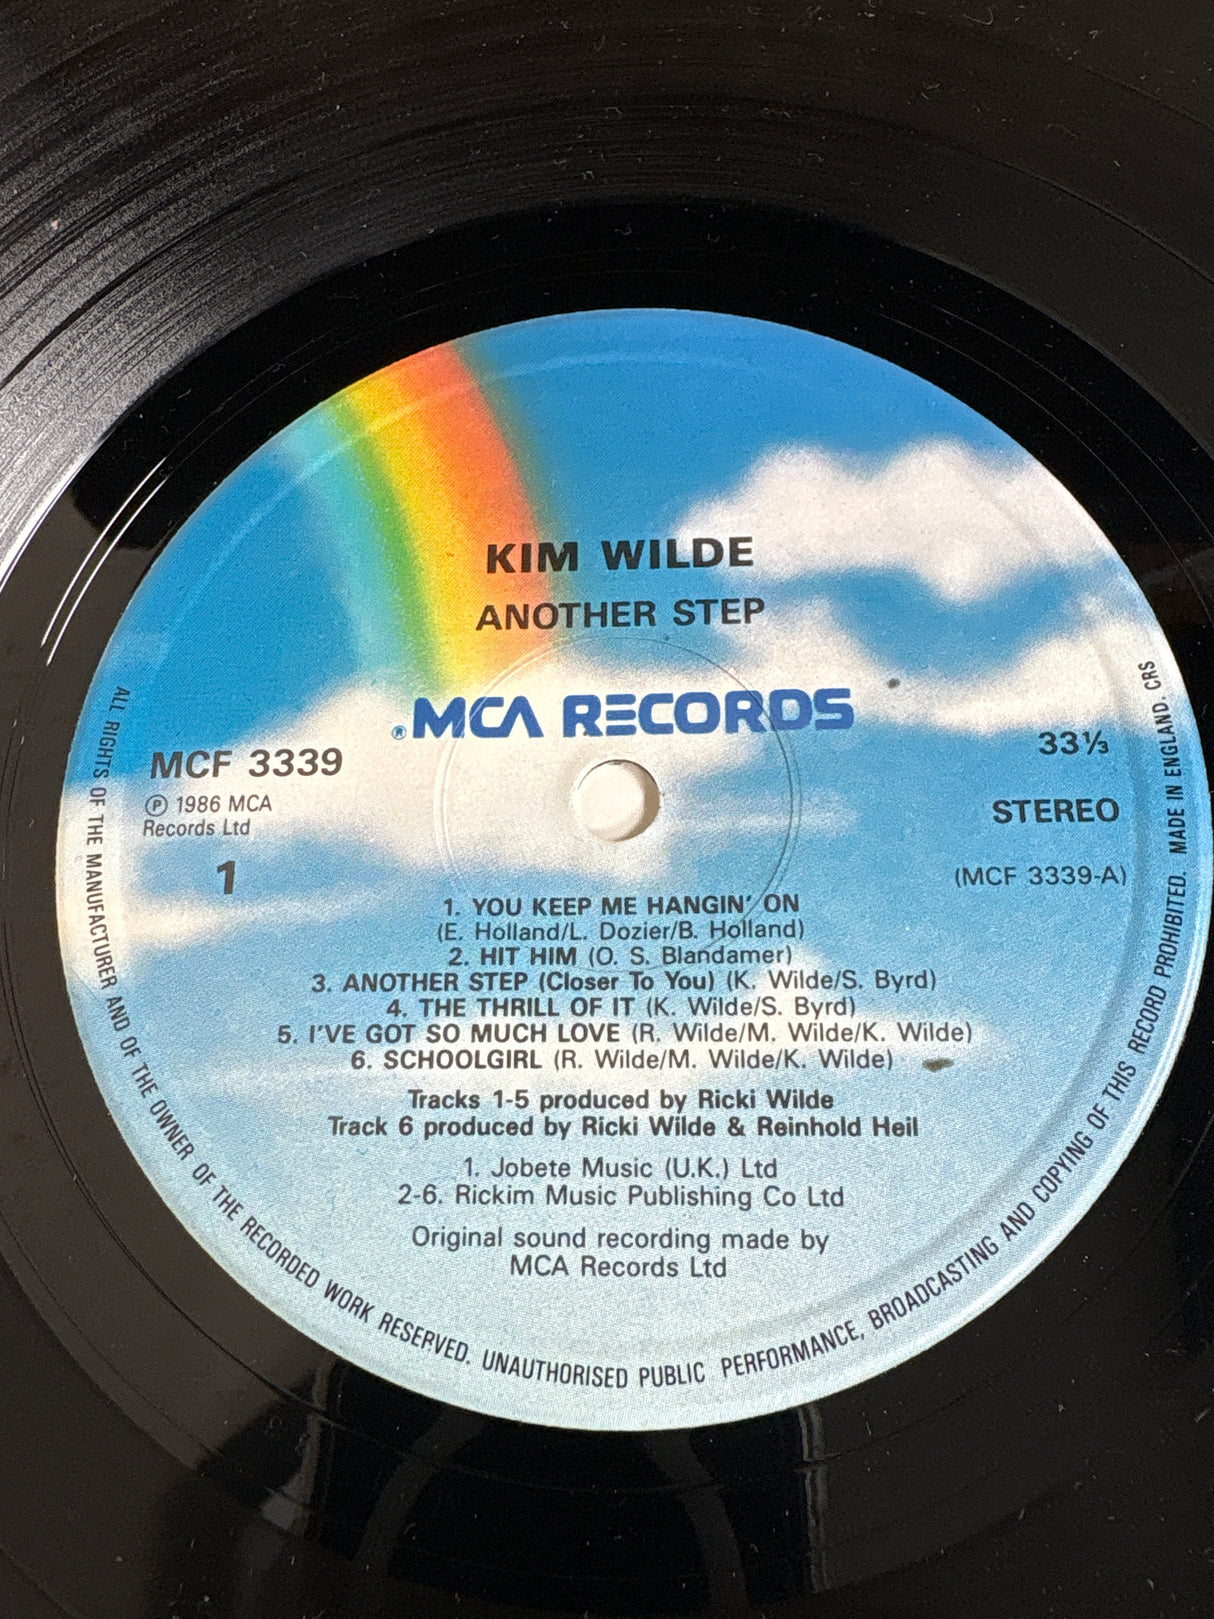 KIM WILDE
ANOTHER STEP
® MCA RECORDS
MCF 3339
℗ 1986 MCA
Records Ltd
1
33⅓
STEREO
(MCF 3339-A)
1. YOU KEEP ME HANGIN' ON
(E. Holland/L. Dozier/B. Holland)
2. HIT HIM (O. S. Blandamer)
3. ANOTHER STEP (Closer To You) (K. Wilde/S. Byrd)
4. THE THRILL OF IT (K. Wilde/S. Byrd)
5. I'VE GOT SO MUCH LOVE (R. Wilde/M. Wilde/K. Wilde)
6. SCHOOLGIRL (R. Wilde/M. Wilde/K. Wilde)
Tracks 1-5 produced by Ricki Wilde
Track 6 produced by Ricki Wilde & Reinhold Heil
1. Jobete Music (U.K.) Ltd
2-6. Rickim Music Publishing Co Ltd
Original sound recording made by
MCA Records Ltd
ALL RIGHTS OF THE MANUFACTURER AND OF THE OWNER OF THE RECORDED WORK RESERVED. UNAUTHORISED PUBLIC PERFORMANCE, BROADCASTING AND COPYING OF THIS RECORD PROHIBITED. MADE IN ENGLAND. CRS